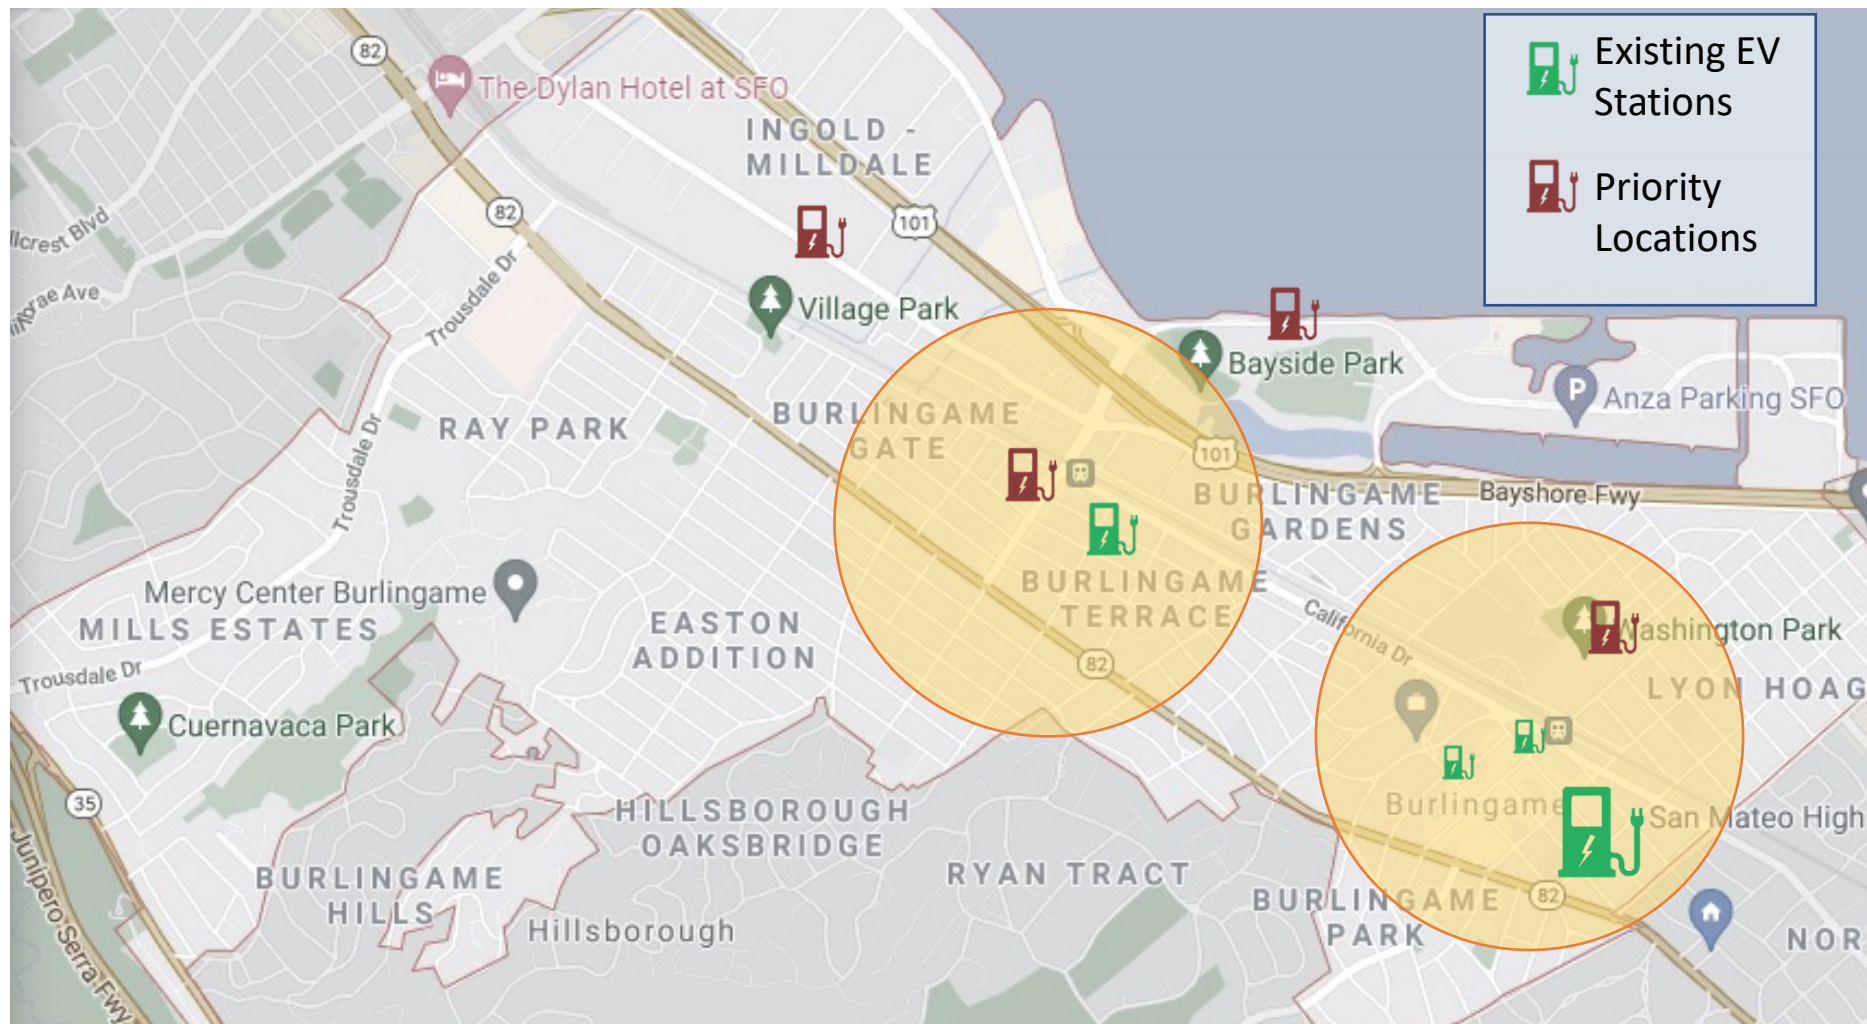 Existing EV
Stations
Priority
Locations
82
The Dylan Hotel at SFO
INGOLD -
MILLDALE
82
101
llcrest Blvd
rae Ave
Trousdale Dr
Village Park
Bayside Park
Anza Parking SFO
RAY PARK
BURLINGAME
GATE
Trousdale Dr
101
BURLINGAME
GARDENS
Bayshore Fwy
Mercy Center Burlingame
MILLS ESTATES
EASTON
ADDITION
BURLINGAME
TERRACE
California Dr
Washington Park
82
Trousdale Dr
LYON HOAG
Cuernavaca Park
35
HILLSBOROUGH
OAKSBRIDGE
Burlingame
San Mateo High
RYAN TRACT
BURLINGAME
HILLS
BURLINGAME
PARK
82
Hillsborough
NOR
Junipero Serra Fwy